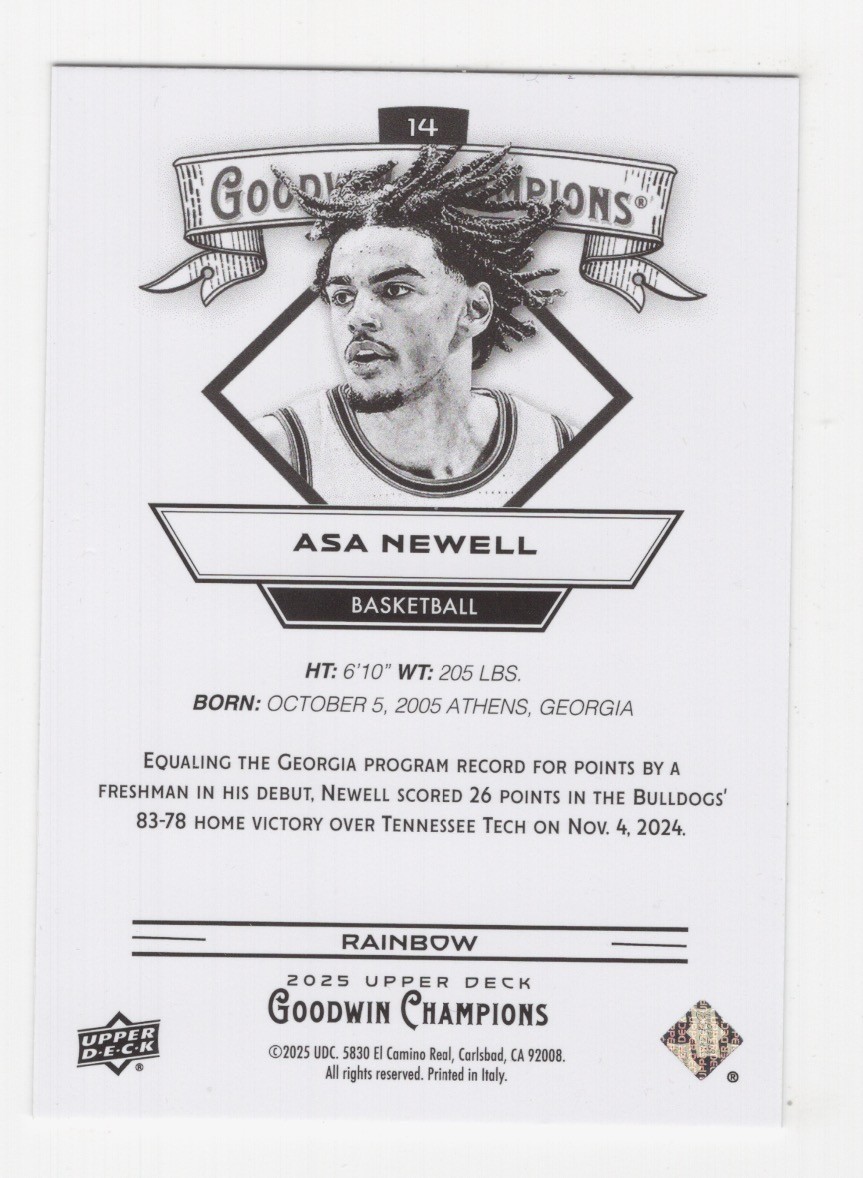 14
GOODWIN CHAMPIONS®
ASA NEWELL
BASKETBALL
HT: 6'10" WT: 205 LBS.
BORN: OCTOBER 5, 2005 ATHENS, GEORGIA
EQUALING THE GEORGIA PROGRAM RECORD FOR POINTS BY A
FRESHMAN IN HIS DEBUT, NEWELL SCORED 26 POINTS IN THE BULLDOGS'
83-78 HOME VICTORY OVER TENNESSEE TECH ON NOV. 4, 2024.
RAINBOW
2025 UPPER DECK
GOODWIN CHAMPIONS
UPPER
D·E·C·K
®
©2025 UDC. 5830 El Camino Real, Carlsbad, CA 92008.
All rights reserved. Printed in Italy.
®